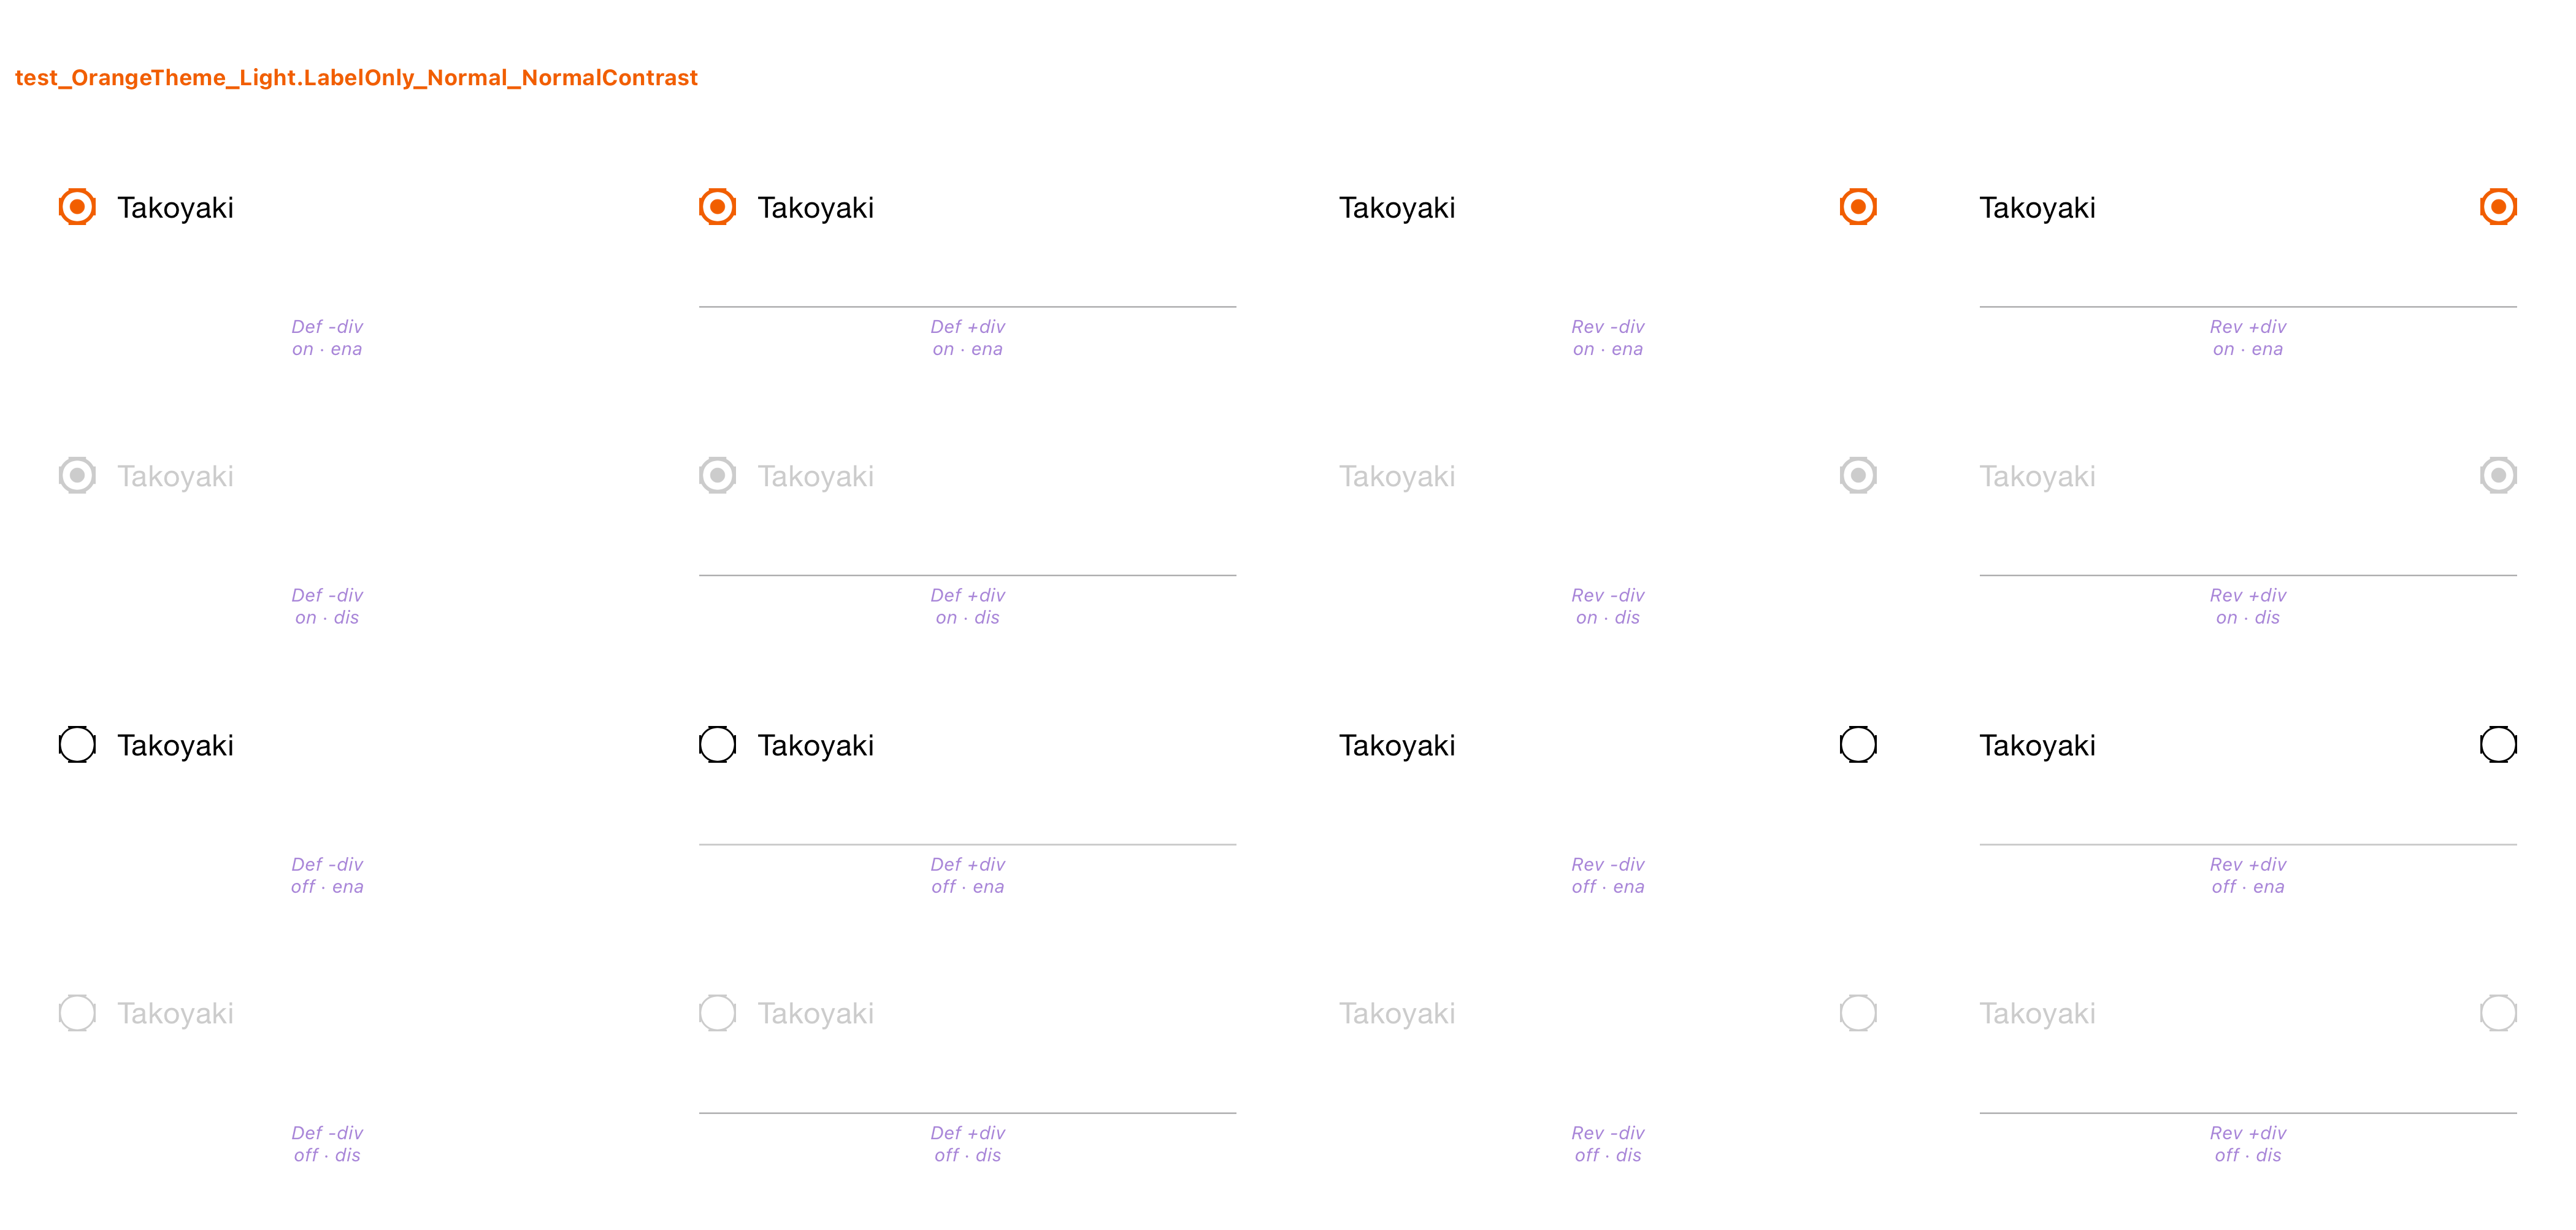 test_OrangeTheme_Light.LabelOnly_Normal_NormalContrast
Takoyaki
Takoyaki
Takoyaki
Takoyaki
Def -div
on · ena
Def +div
on · ena
Rev -div
on · ena
Rev +div
on · ena
Takoyaki
Takoyaki
Takoyaki
Takoyaki
Def -div
on · dis
Def +div
on · dis
Rev -div
on · dis
Rev +div
on · dis
Takoyaki
Takoyaki
Takoyaki
Takoyaki
Def -div
off · ena
Def +div
off · ena
Rev -div
off · ena
Rev +div
off · ena
Takoyaki
Takoyaki
Takoyaki
Takoyaki
Def -div
off · dis
Def +div
off · dis
Rev -div
off · dis
Rev +div
off · dis